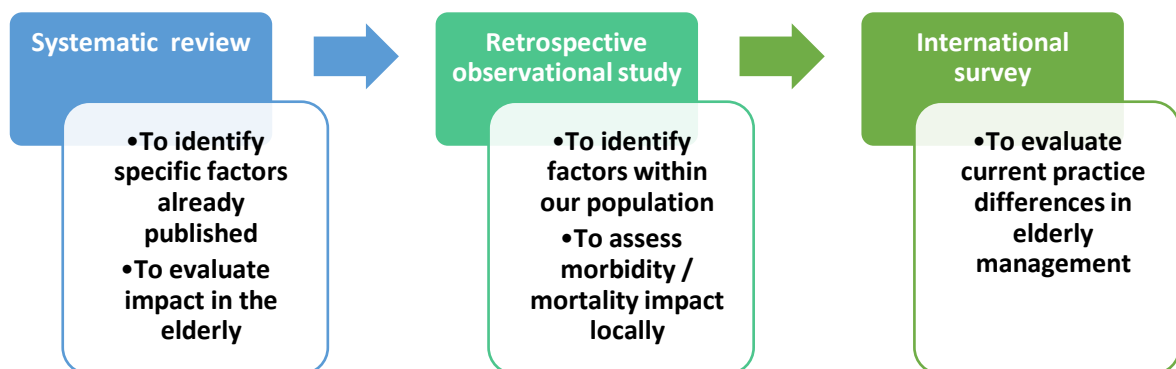 Systematic review
•To identify
specific factors
already
published
•To evaluate
impact in the
elderly
Retrospective
observational study
•To identify
factors within
our population
•To assess
morbidity /
mortality impact
locally
International
survey
•To evaluate
current practice
differences in
elderly
management